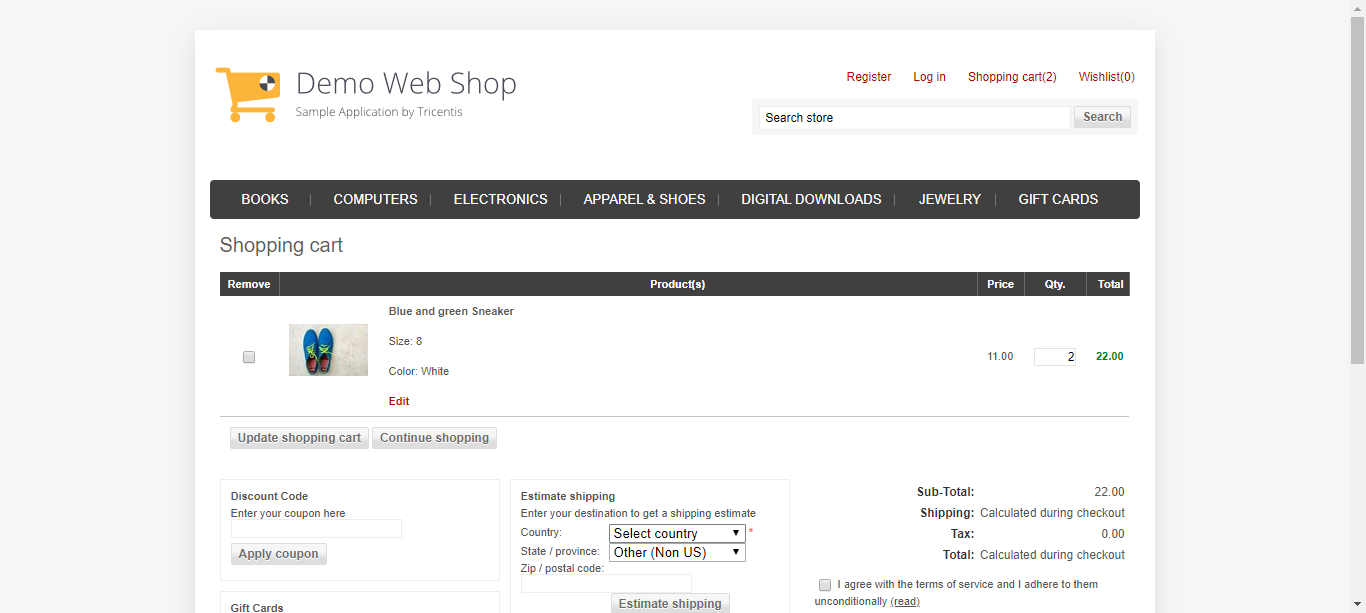 Demo Web Shop
Sample Application by Tricentis
Register Log in Shopping cart(2) Wishlist(0)
Search store Search
BOOKS COMPUTERS ELECTRONICS APPAREL & SHOES DIGITAL DOWNLOADS JEWELRY GIFT CARDS
Shopping cart
Remove Product(s) Price Qty. Total
Blue and green Sneaker
Size: 8
11.00 2 22.00
Color: White
Edit
Update shopping cart Continue shopping
Discount Code
Enter your coupon here
Apply coupon
Gift Cards
Estimate shipping
Enter your destination to get a shipping estimate
Country: Select country *
State / province: Other (Non US)
Zip / postal code:
Estimate shipping
Sub-Total: 22.00
Shipping: Calculated during checkout
Tax: 0.00
Total: Calculated during checkout
I agree with the terms of service and I adhere to them
unconditionally (read)